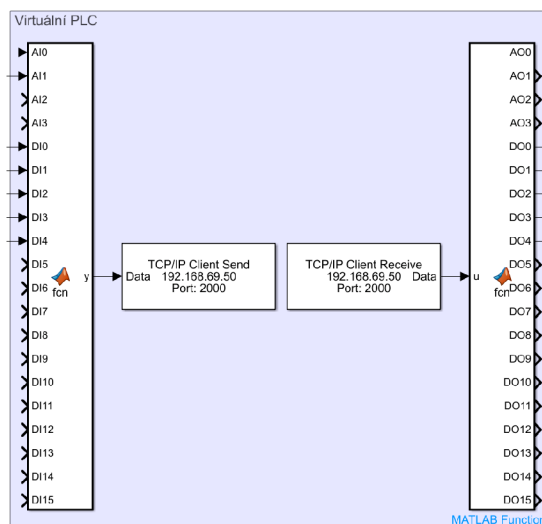 Virtuální PLC
AI0
AI1
AI2
AI3
DI0
DI1
DI2
DI3
DI4
DI5
DI6
DI7
DI8
DI9
DI10
DI11
DI12
DI13
DI14
DI15
fcn
y
TCP/IP Client Send
Data 192.168.69.50
Port: 2000
TCP/IP Client Receive
192.168.69.50 Data
Port: 2000
u
fcn
AO0
AO1
AO2
AO3
DO0
DO1
DO2
DO3
DO4
DO5
DO6
DO7
DO8
DO9
DO10
DO11
DO12
DO13
DO14
DO15
MATLAB Function